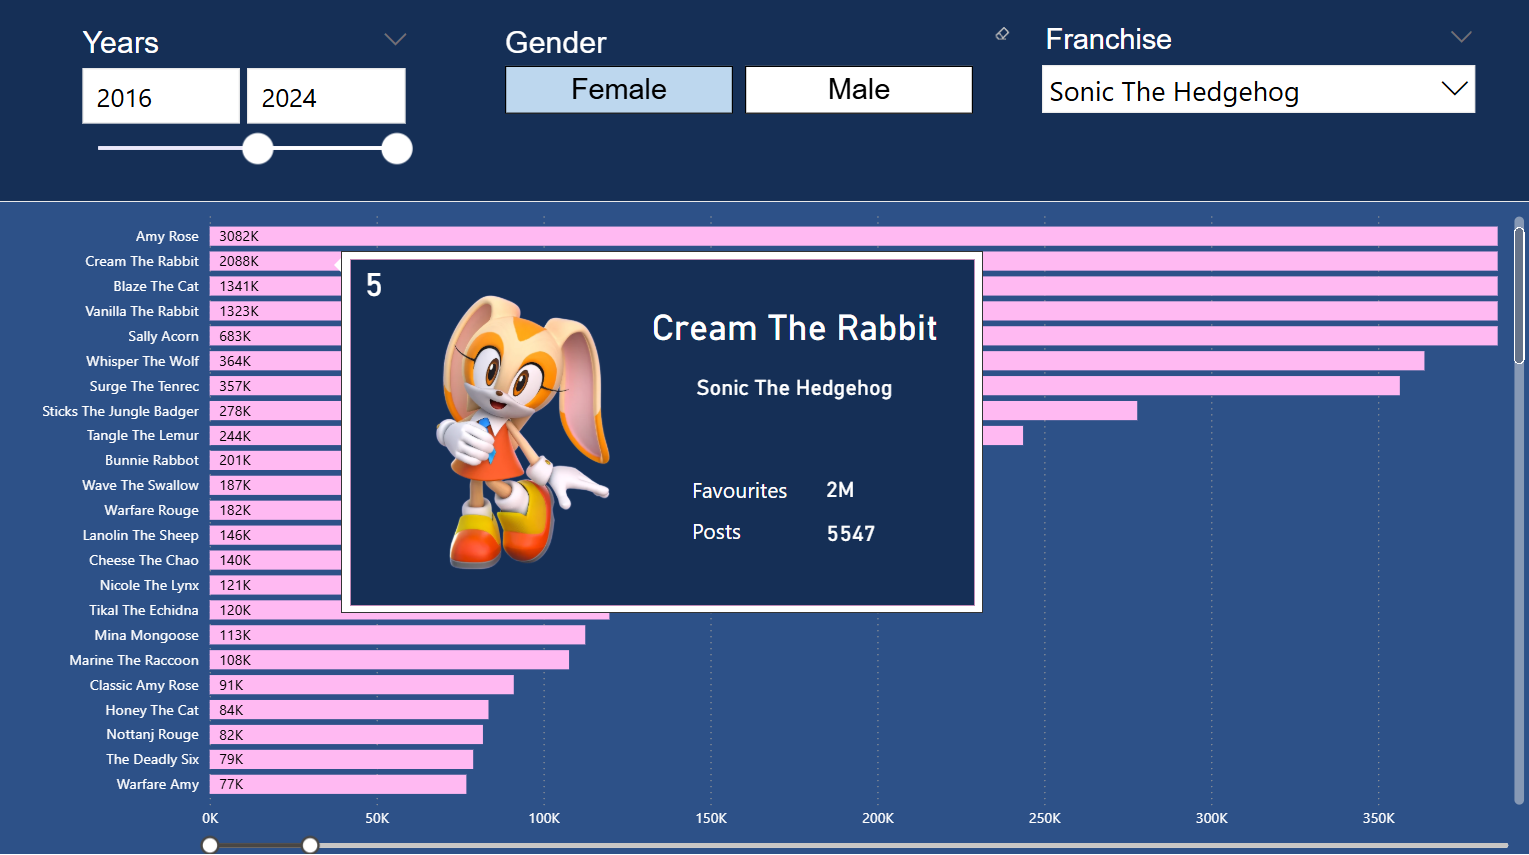 Years
Gender
Franchise
2016
2024
Female
Male
Sonic The Hedgehog
Amy Rose 3082K
Cream The Rabbit 2088K
Blaze The Cat 1341K
Vanilla The Rabbit 1323K
Sally Acorn 683K
Whisper The Wolf 364K
Surge The Tenrec 357K
Sticks The Jungle Badger 278K
Tangle The Lemur 244K
Bunnie Rabbot 201K
Wave The Swallow 187K
Warfare Rouge 182K
Lanolin The Sheep 146K
Cheese The Chao 140K
Nicole The Lynx 121K
Tikal The Echidna 120K
Mina Mongoose 113K
Marine The Raccoon 108K
Classic Amy Rose 91K
Honey The Cat 84K
Nottanj Rouge 82K
The Deadly Six 79K
Warfare Amy 77K
0K 50K 100K 150K 200K 250K 300K 350K
5
Cream The Rabbit
Sonic The Hedgehog
Favourites 2M
Posts 5547